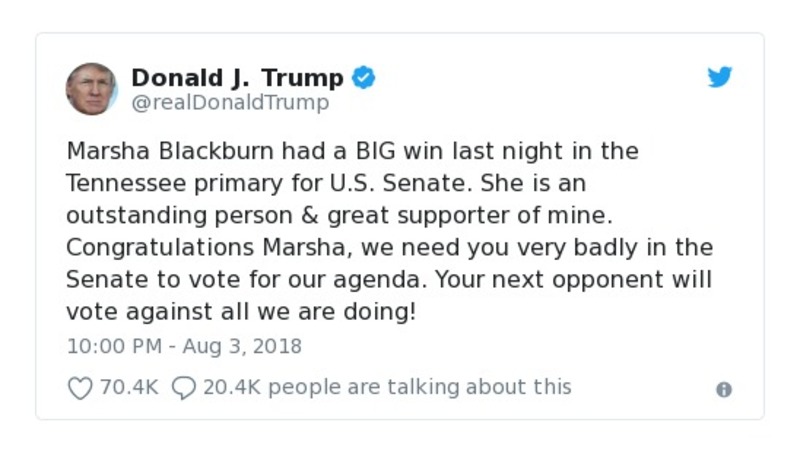 Donald J. Trump
@realDonaldTrump
Marsha Blackburn had a BIG win last night in the
Tennessee primary for U.S. Senate. She is an
outstanding person & great supporter of mine.
Congratulations Marsha, we need you very badly in the
Senate to vote for our agenda. Your next opponent will
vote against all we are doing!
10:00 PM - Aug 3, 2018
70.4K 20.4K people are talking about this